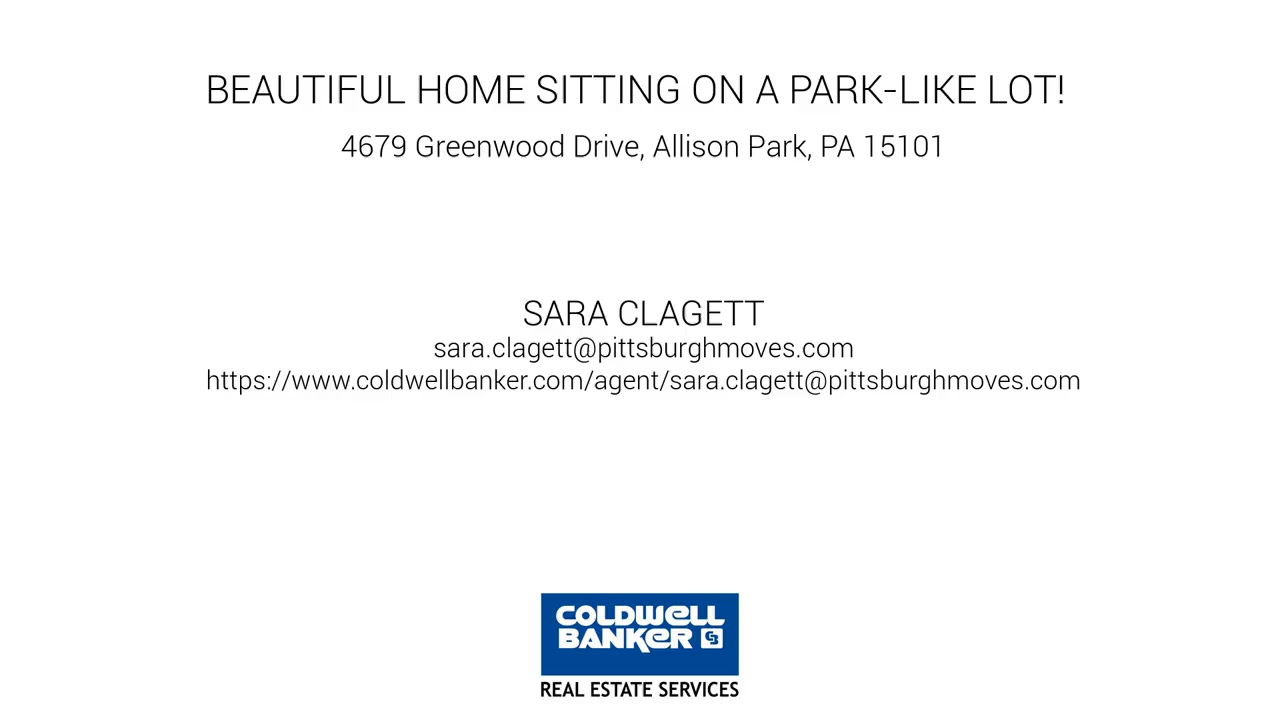 BEAUTIFUL HOME SITTING ON A PARK-LIKE LOT!
4679 Greenwood Drive, Allison Park, PA 15101
SARA CLAGETT
sara.clagett@pittsburghmoves.com
https://www.coldwellbanker.com/agent/sara.clagett@pittsburghmoves.com
COLDWELL
BANKER CB
REAL ESTATE SERVICES